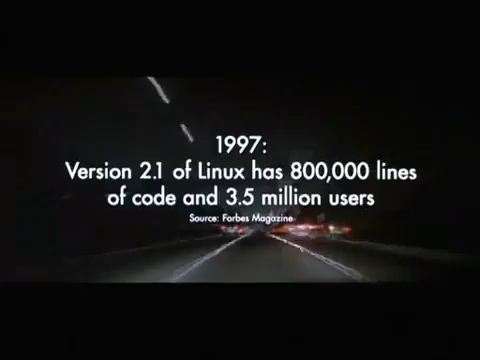 1997:
Version 2.1 of Linux has 800,000 lines
of code and 3.5 million users
Source: Forbes Magazine